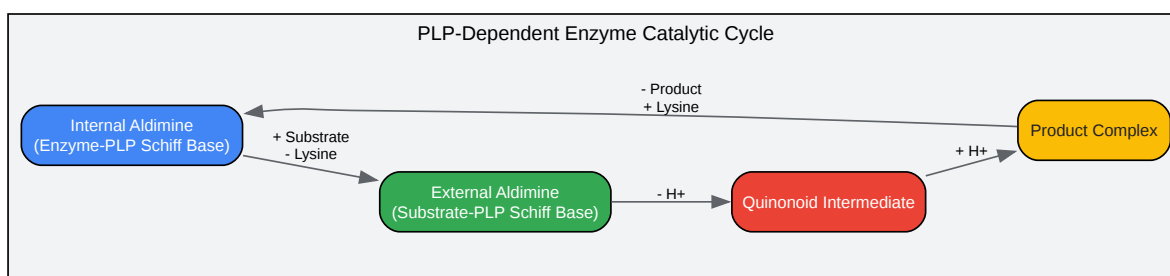 PLP-Dependent Enzyme Catalytic Cycle
- Product
+ Lysine
Internal Aldimine
(Enzyme-PLP Schiff Base)
+ Substrate
- Lysine
External Aldimine
(Substrate-PLP Schiff Base)
- H+
Quinonoid Intermediate
+ H+
Product Complex